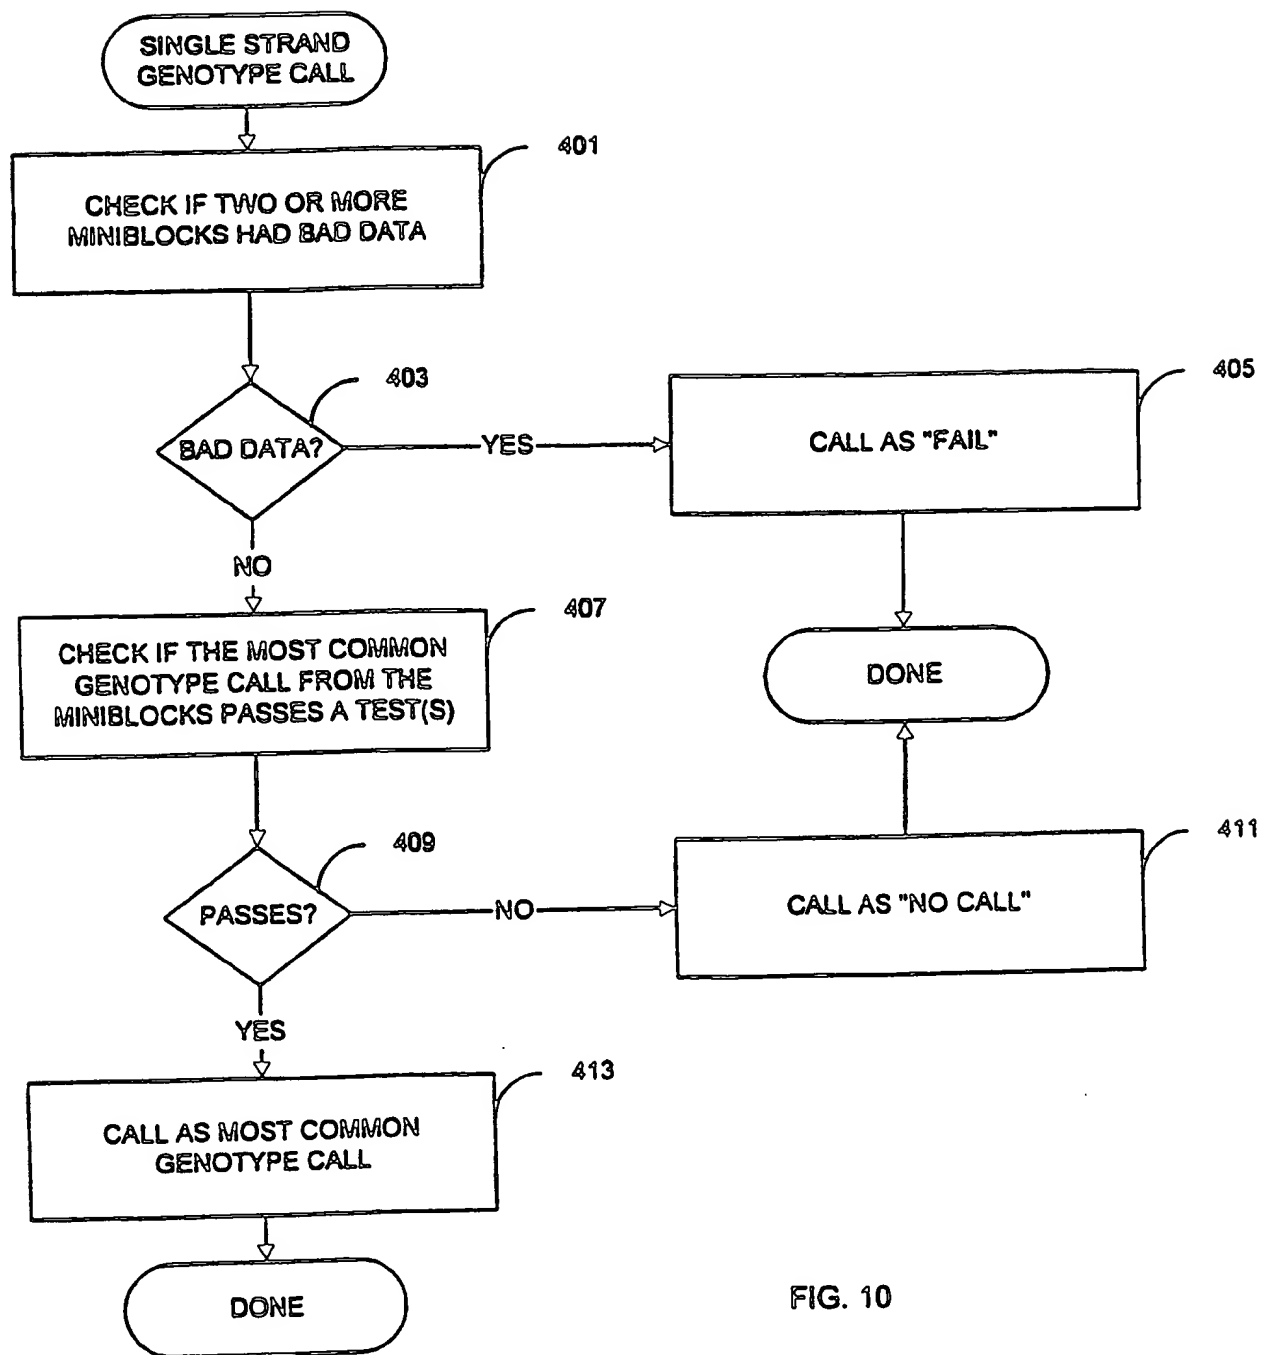 SINGLE STRAND
GENOTYPE CALL
401
CHECK IF TWO OR MORE
MINIBLOCKS HAD BAD DATA
403
BAD DATA?
YES
405
CALL AS "FAIL"
NO
407
CHECK IF THE MOST COMMON
GENOTYPE CALL FROM THE
MINIBLOCKS PASSES A TEST(S)
DONE
409
PASSES?
NO
411
CALL AS "NO CALL"
YES
413
CALL AS MOST COMMON
GENOTYPE CALL
DONE
FIG. 10